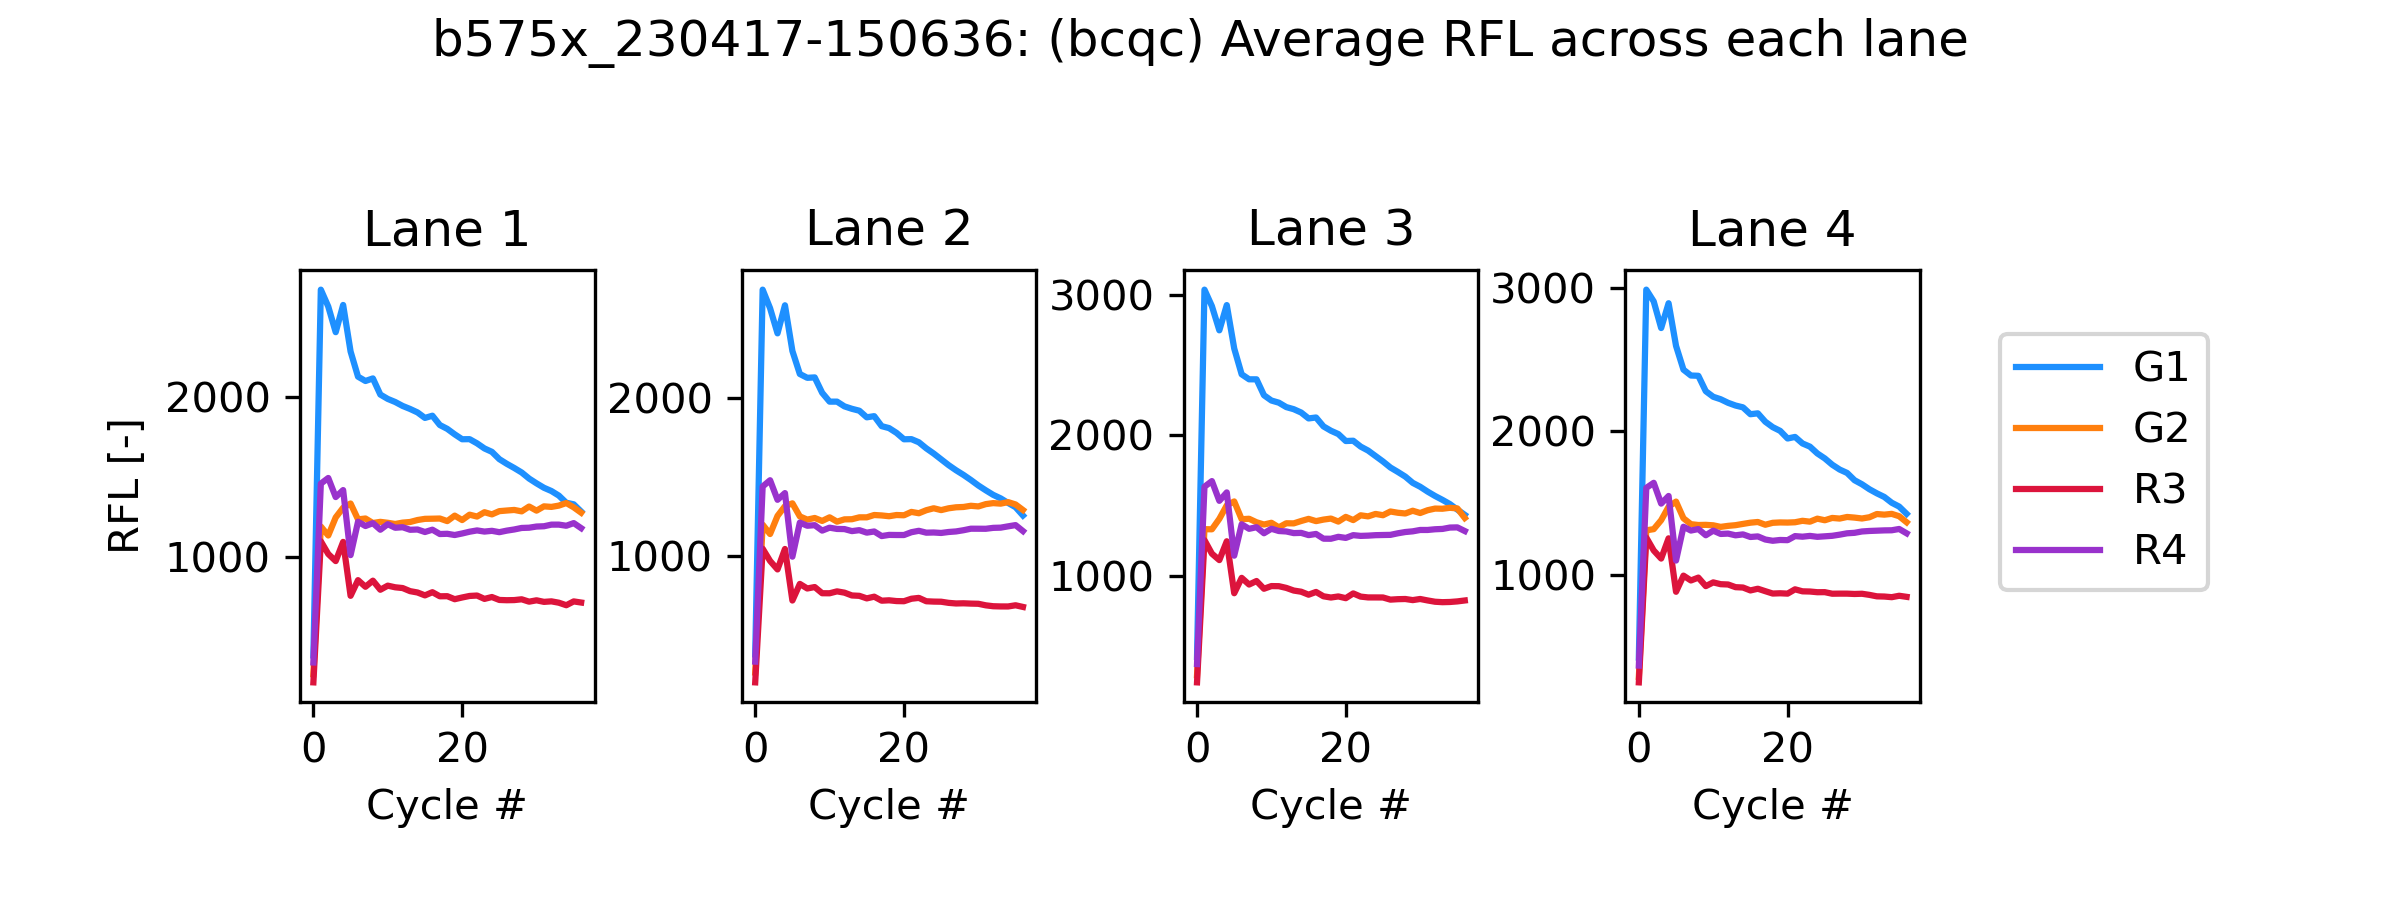 b575x_230417-150636: (bcqc) Average RFL across each lane
Lane 1
Lane 2
Lane 3
Lane 4
RFL [-]
2000
1000
0
20
Cycle #
2000
1000
0
20
Cycle #
3000
2000
1000
0
20
Cycle #
3000
2000
1000
0
20
Cycle #
G1
G2
R3
R4